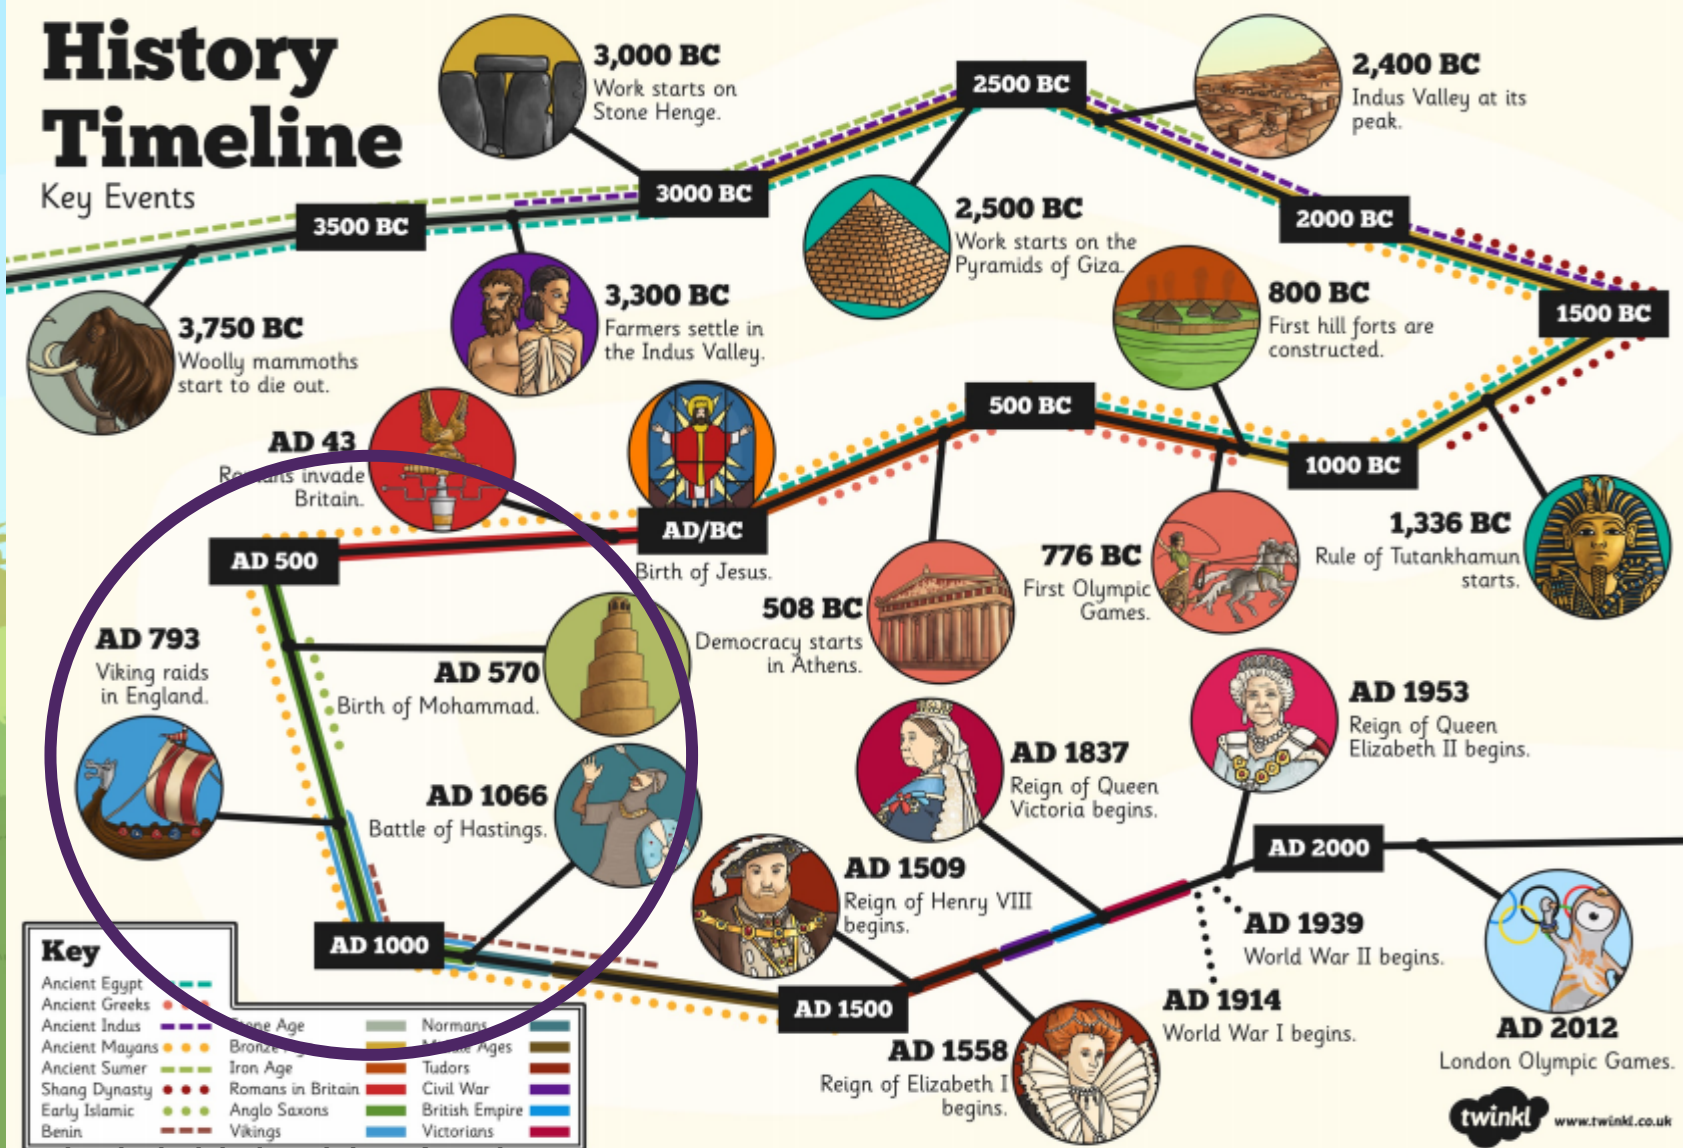 History
Timeline
Key Events
3,000 BC
Work starts on
Stone Henge.
2500 BC
2,400 BC
Indus Valley at its
peak.
3500 BC
3000 BC
2000 BC
2,500 BC
Work starts on the
Pyramids of Giza.
1500 BC
3,750 BC
Woolly mammoths
start to die out.
3,300 BC
Farmers settle in
the Indus Valley.
800 BC
First hill forts are
constructed.
AD 43
Romans invade
Britain.
AD/BC
Birth of Jesus.
500 BC
1000 BC
AD 500
508 BC
Democracy starts
in Athens.
776 BC
First Olympic
Games.
1,336 BC
Rule of Tutankhamun
starts.
AD 793
Viking raids
in England.
AD 570
Birth of Mohammad.
AD 1066
Battle of Hastings.
AD 1000
AD 1837
Reign of Queen
Victoria begins.
AD 1953
Reign of Queen
Elizabeth II begins.
AD 1509
Reign of Henry VIII
begins.
AD 2000
AD 1939
World War II begins.
AD 1914
World War I begins.
AD 1500
AD 1558
Reign of Elizabeth I
begins.
AD 2012
London Olympic Games.
Key
Ancient Egypt
Ancient Greeks
Ancient Indus
Ancient Mayans
Ancient Sumer
Shang Dynasty
Early Islamic
Benin
Stone Age
Bronze Age
Iron Age
Romans in Britain
Anglo Saxons
Vikings
Normans
Middle Ages
Tudors
Civil War
British Empire
Victorians
twinkl
www.twinkl.co.uk